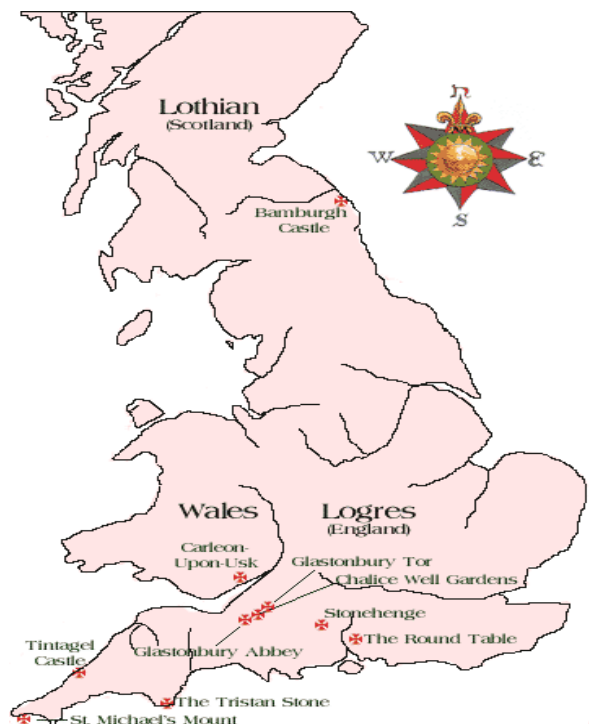 Lothian
(Scotland)
n
W
E
S
Bamburgh
Castle
Wales
Logres
(England)
Carleon-
Upon-Usk
Glastonbury Tor
Chalice Well Gardens
Stonehenge
The Round Table
Glastonbury Abbey
Tintagel
Castle
The Tristan Stone
St. Michael's Mount